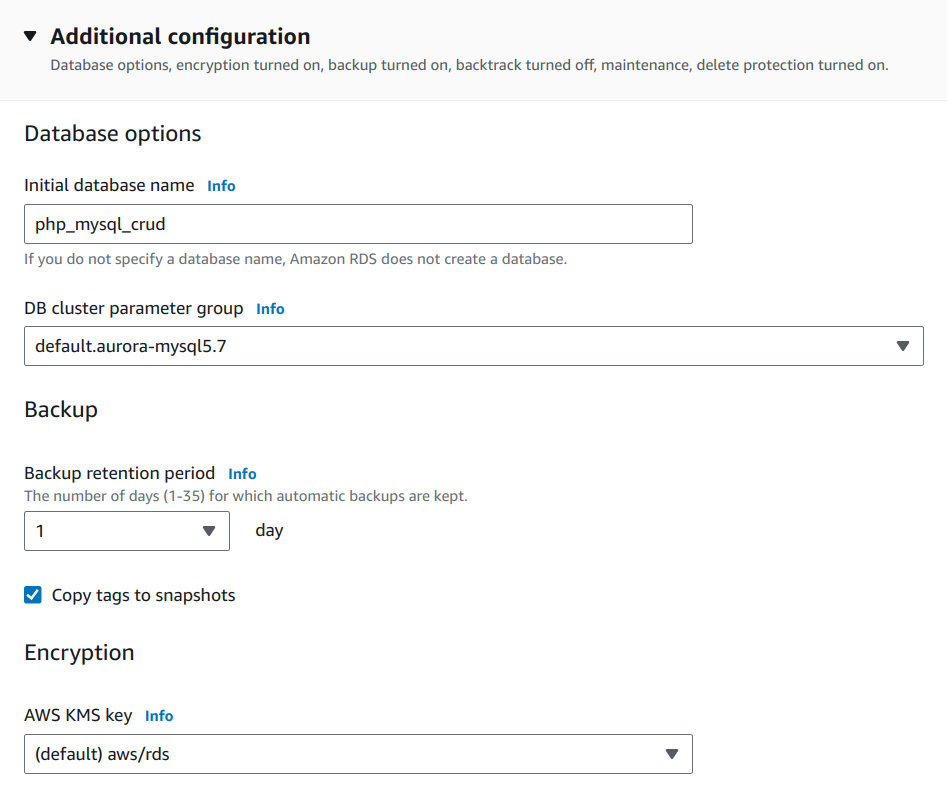 Additional configuration
Database options, encryption turned on, backup turned on, backtrack turned off, maintenance, delete protection turned on.
Database options
Initial database name Info
php_mysql_crud
If you do not specify a database name, Amazon RDS does not create a database.
DB cluster parameter group Info
default.aurora-mysql5.7
Backup
Backup retention period Info
The number of days (1-35) for which automatic backups are kept.
1 day
Copy tags to snapshots
Encryption
AWS KMS key Info
(default) aws/rds